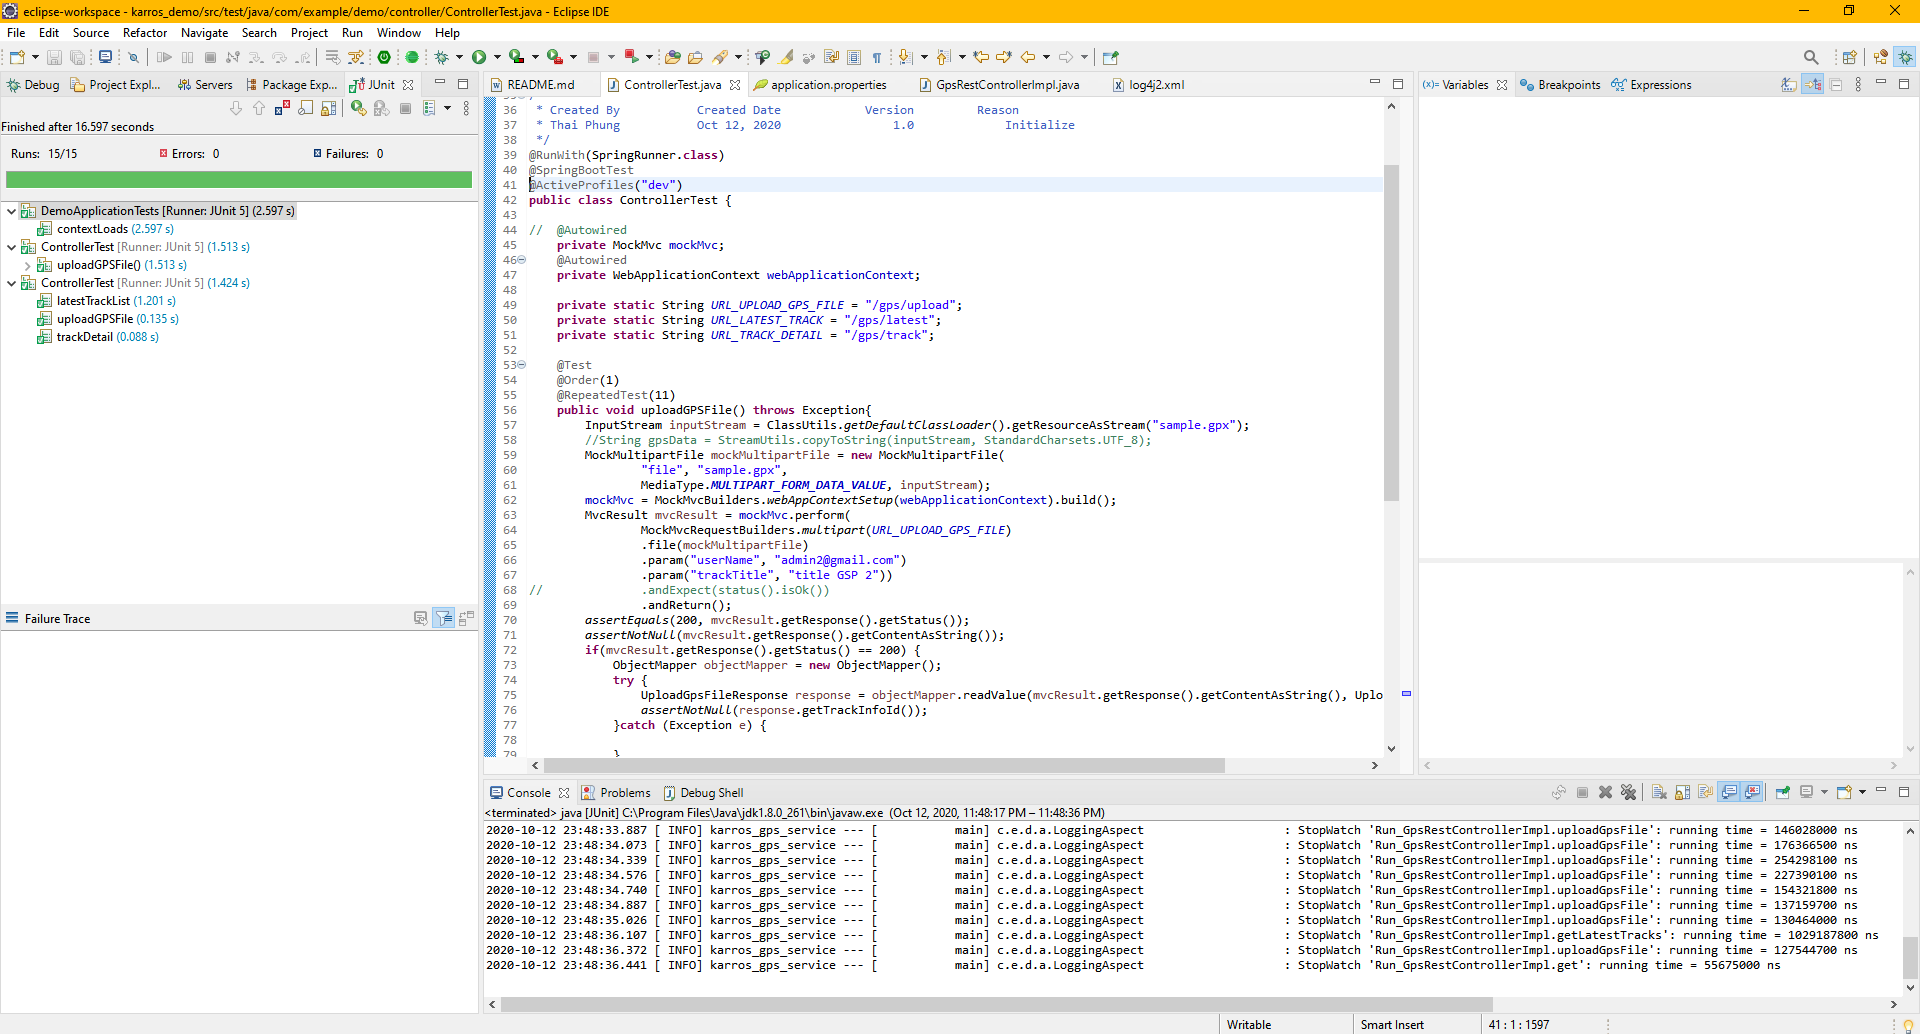 eclipse-workspace - karros_demo/src/test/java/com/example/demo/controller/ControllerTest.java - Eclipse IDE
File Edit Source Refactor Navigate Search Project Run Window Help
Debug Project Expl... Servers Package Exp... JUnit
Finished after 16.597 seconds
Runs: 15/15 Errors: 0 Failures: 0
DemoApplicationTests [Runner: JUnit 5] (2.597 s)
contextLoads (2.597 s)
ControllerTest [Runner: JUnit 5] (1.513 s)
uploadGPSFile() (1.513 s)
ControllerTest [Runner: JUnit 5] (1.424 s)
latestTrackList (1.201 s)
uploadGPSFile (0.135 s)
trackDetail (0.088 s)
Failure Trace
README.md ControllerTest.java application.properties GpsRestControllerImpl.java log4j2.xml
36 * Created By Created Date Version Reason
37 * Thai Phung Oct 12, 2020 1.0 Initialize
38 */
39 @RunWith(SpringRunner.class)
40 @SpringBootTest
41 @ActiveProfiles("dev")
42 public class ControllerTest {
43
44 // @Autowired
45 private MockMvc mockMvc;
46 @Autowired
47 private WebApplicationContext webApplicationContext;
48
49 private static String URL_UPLOAD_GPS_FILE = "/gps/upload";
50 private static String URL_LATEST_TRACK = "/gps/latest";
51 private static String URL_TRACK_DETAIL = "/gps/track";
52
53 @Test
54 @Order(1)
55 @RepeatedTest(11)
56 public void uploadGPSFile() throws Exception{
57 InputStream inputStream = ClassUtils.getDefaultClassLoader().getResourceAsStream("sample.gpx");
58 //String gpsData = StreamUtils.copyToString(inputStream, StandardCharsets.UTF_8);
59 MockMultipartFile mockMultipartFile = new MockMultipartFile(
60 "file", "sample.gpx",
61 MediaType.MULTIPART_FORM_DATA_VALUE, inputStream);
62 mockMvc = MockMvcBuilders.webAppContextSetup(webApplicationContext).build();
63 MvcResult mvcResult = mockMvc.perform(
64 MockMvcRequestBuilders.multipart(URL_UPLOAD_GPS_FILE)
65 .file(mockMultipartFile)
66 .param("userName", "admin2@gmail.com")
67 .param("trackTitle", "title GSP 2"))
68 // .andExpect(status().isOk())
69 .andReturn();
70 assertEquals(200, mvcResult.getResponse().getStatus());
71 assertNotNull(mvcResult.getResponse().getContentAsString());
72 if(mvcResult.getResponse().getStatus() == 200) {
73 ObjectMapper objectMapper = new ObjectMapper();
74 try {
75 UploadGpsFileResponse response = objectMapper.readValue(mvcResult.getResponse().getContentAsString(), Uplo
76 assertNotNull(response.getTrackInfoId());
77 }catch (Exception e) {
78
79 }
(x)= Variables Breakpoints Expressions
Console Problems Debug Shell
<terminated> java [JUnit] C:\Program Files\Java\jdk1.8.0_261\bin\javaw.exe (Oct 12, 2020, 11:48:17 PM – 11:48:36 PM)
2020-10-12 23:48:33.887 [ INFO] karros_gps_service --- [ main] c.e.d.a.LoggingAspect : StopWatch 'Run_GpsRestControllerImpl.uploadGpsFile': running time = 146028000 ns
2020-10-12 23:48:34.073 [ INFO] karros_gps_service --- [ main] c.e.d.a.LoggingAspect : StopWatch 'Run_GpsRestControllerImpl.uploadGpsFile': running time = 176366500 ns
2020-10-12 23:48:34.339 [ INFO] karros_gps_service --- [ main] c.e.d.a.LoggingAspect : StopWatch 'Run_GpsRestControllerImpl.uploadGpsFile': running time = 254298100 ns
2020-10-12 23:48:34.576 [ INFO] karros_gps_service --- [ main] c.e.d.a.LoggingAspect : StopWatch 'Run_GpsRestControllerImpl.uploadGpsFile': running time = 227390100 ns
2020-10-12 23:48:34.740 [ INFO] karros_gps_service --- [ main] c.e.d.a.LoggingAspect : StopWatch 'Run_GpsRestControllerImpl.uploadGpsFile': running time = 154321800 ns
2020-10-12 23:48:34.887 [ INFO] karros_gps_service --- [ main] c.e.d.a.LoggingAspect : StopWatch 'Run_GpsRestControllerImpl.uploadGpsFile': running time = 137159700 ns
2020-10-12 23:48:35.026 [ INFO] karros_gps_service --- [ main] c.e.d.a.LoggingAspect : StopWatch 'Run_GpsRestControllerImpl.uploadGpsFile': running time = 130464000 ns
2020-10-12 23:48:36.107 [ INFO] karros_gps_service --- [ main] c.e.d.a.LoggingAspect : StopWatch 'Run_GpsRestControllerImpl.getLatestTracks': running time = 1029187800 ns
2020-10-12 23:48:36.372 [ INFO] karros_gps_service --- [ main] c.e.d.a.LoggingAspect : StopWatch 'Run_GpsRestControllerImpl.uploadGpsFile': running time = 127544700 ns
2020-10-12 23:48:36.441 [ INFO] karros_gps_service --- [ main] c.e.d.a.LoggingAspect : StopWatch 'Run_GpsRestControllerImpl.get': running time = 55675000 ns
Writable Smart Insert 41 : 1 : 1597